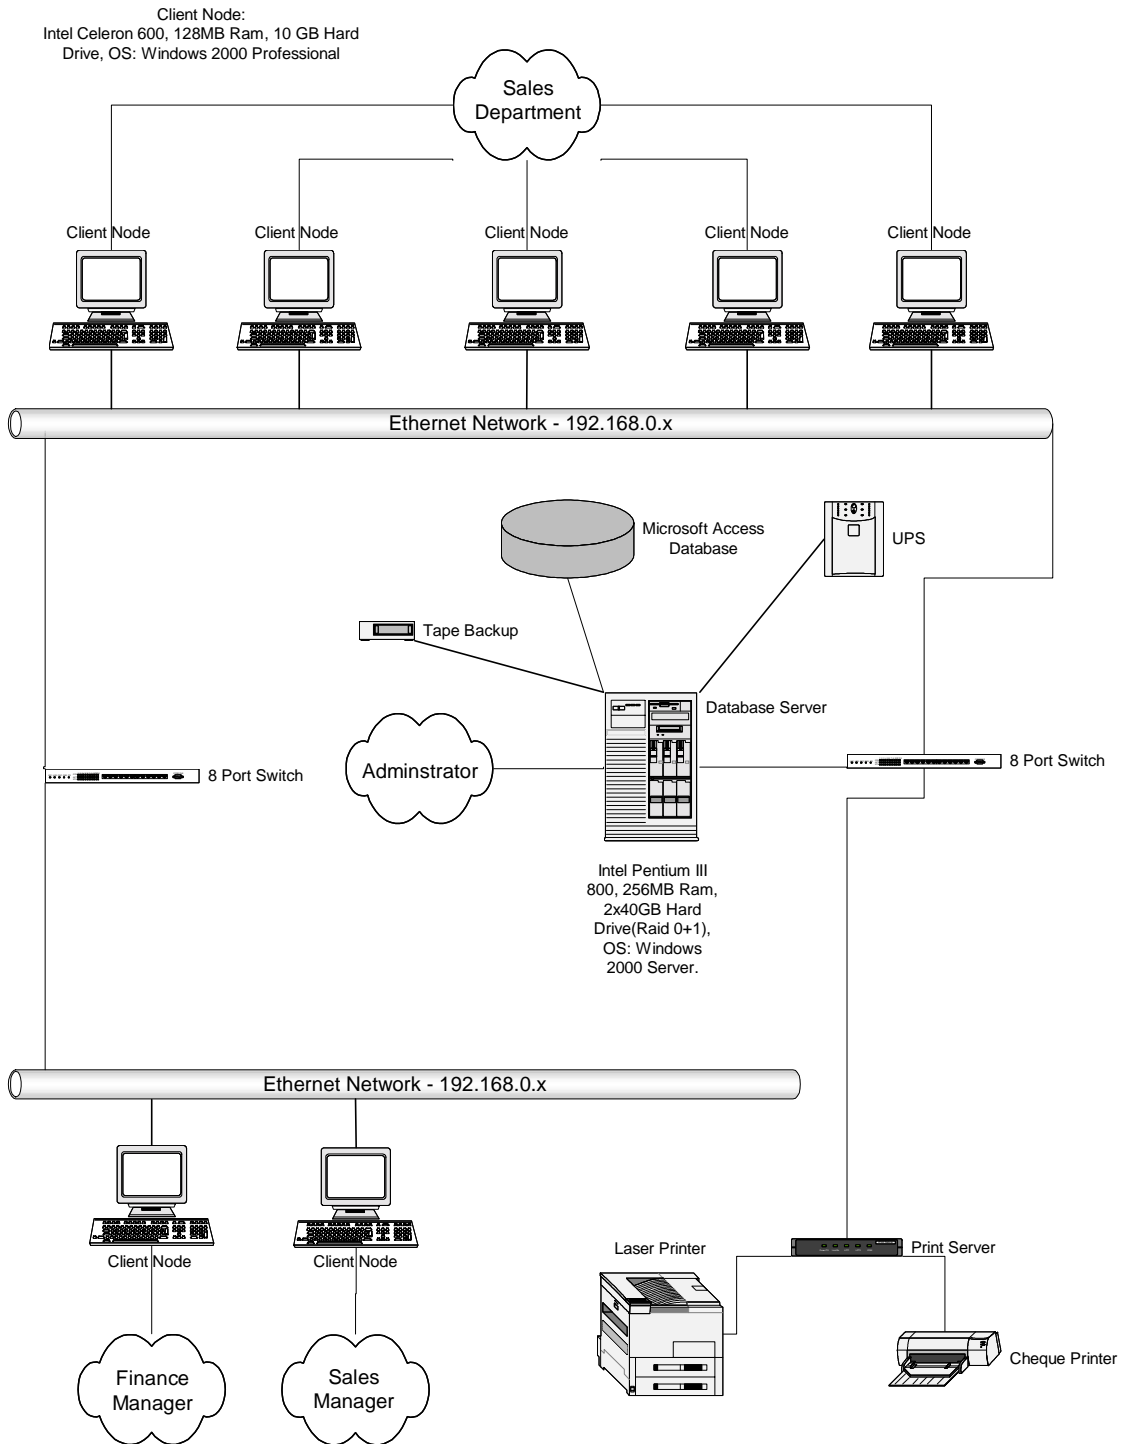 Client Node:
Intel Celeron 600, 128MB Ram, 10 GB Hard
Drive, OS: Windows 2000 Professional
Sales
Department
Client Node
Client Node
Client Node
Client Node
Client Node
Ethernet Network - 192.168.0.x
Microsoft Access
Database
UPS
Tape Backup
Database Server
Adminstrator
8 Port Switch
8 Port Switch
Intel Pentium III
800, 256MB Ram,
2x40GB Hard
Drive(Raid 0+1),
OS: Windows
2000 Server.
Ethernet Network - 192.168.0.x
Client Node
Client Node
Laser Printer
Print Server
Cheque Printer
Finance
Manager
Sales
Manager